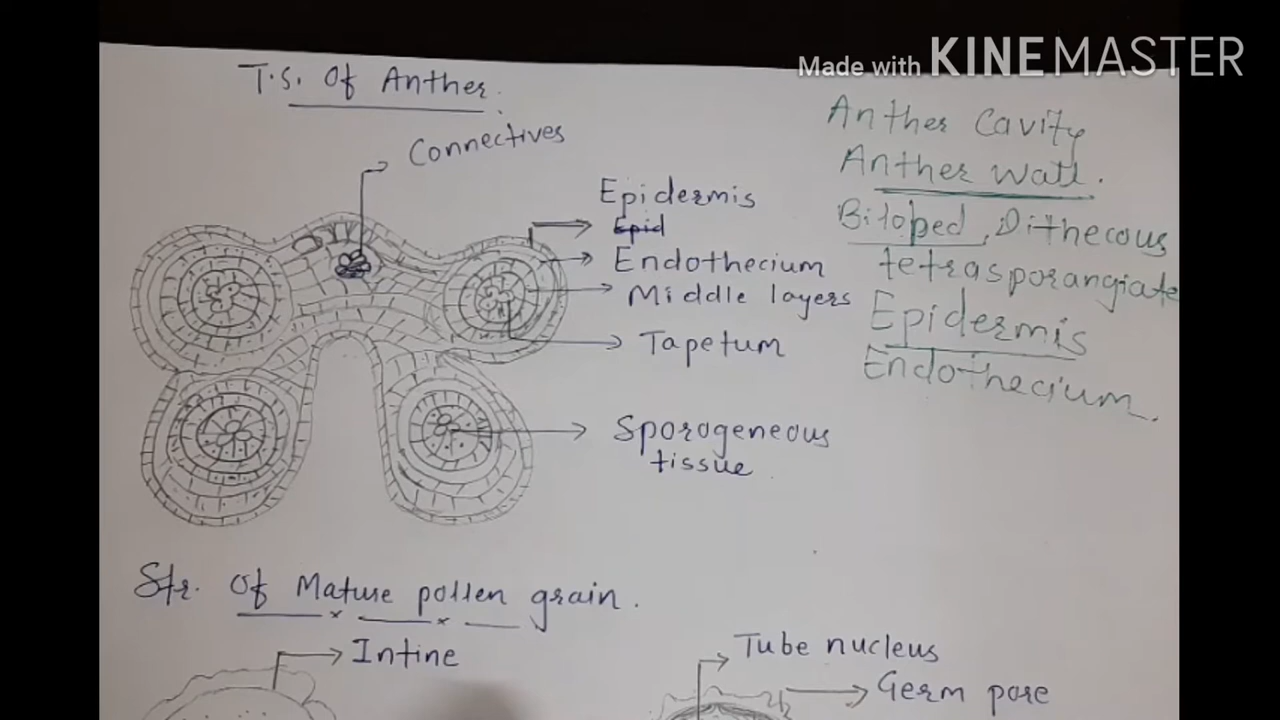 Made with KINEMASTER
T.S. Of Anther.
Connectives
Epidermis
Epid
Endothecium
Middle layers
Tapetum
Sporogeneous
tissue
Anther Cavity
Anther Wall.
Biloped, Dithecous
tetrasporangiate
Epidermis
Endothecium.
Str. Of Mature pollen grain.
Intine
Tube nucleus
Germ pore